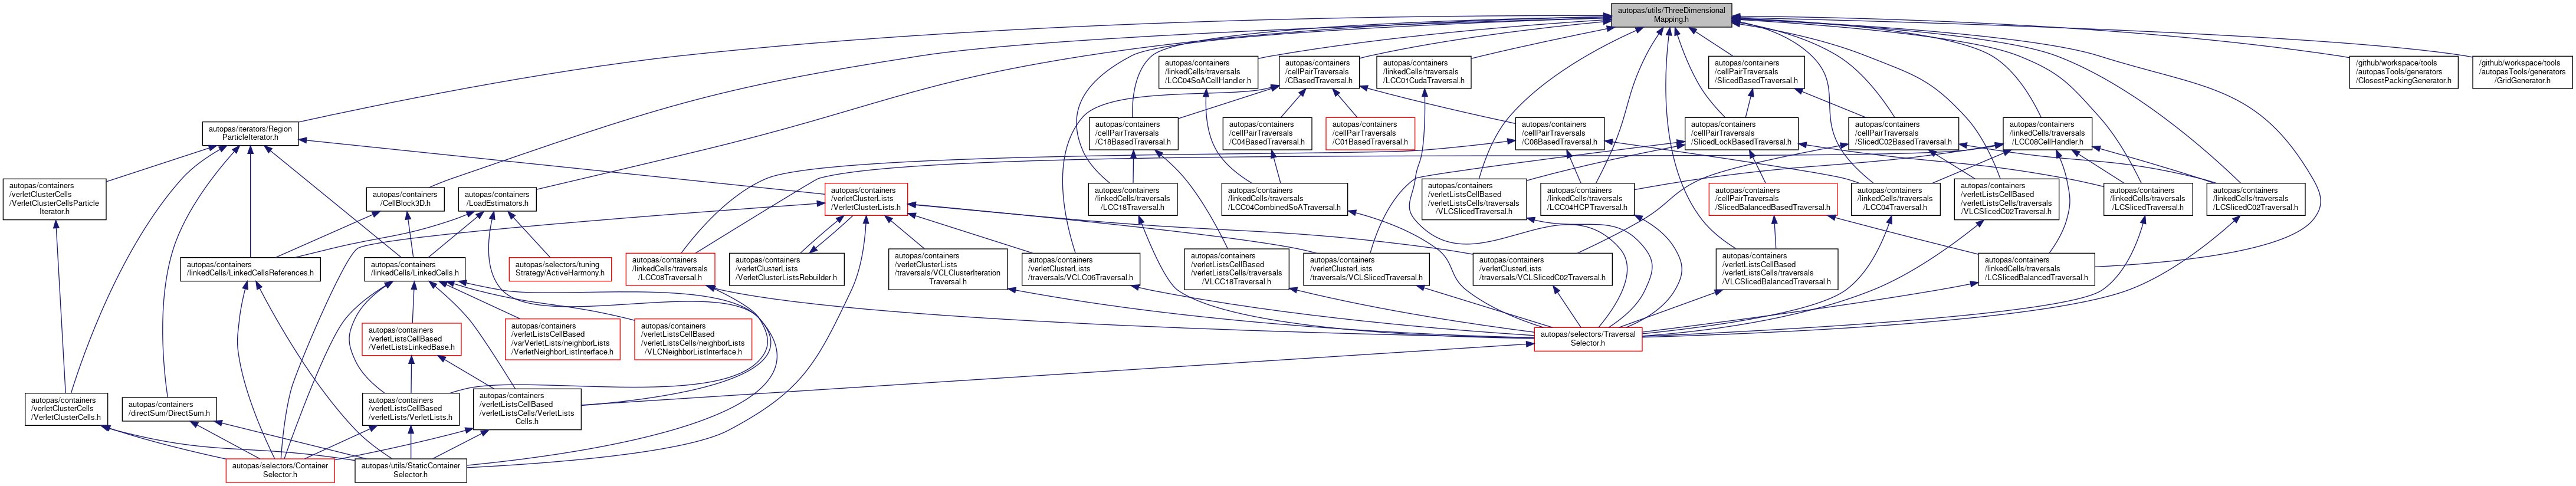 autopas/utils/ThreeDimensional
Mapping.h
autopas/containers
/linkedCells/traversals
/LCC04SoACellHandler.h
autopas/containers
/cellPairTraversals
/CBasedTraversal.h
autopas/containers
/linkedCells/traversals
/LCC01CudaTraversal.h
autopas/containers
/cellPairTraversals
/SlicedBasedTraversal.h
/github/workspace/tools
/autopasTools/generators
/ClosestPackingGenerator.h
/github/workspace/tools
/autopasTools/generators
/GridGenerator.h
autopas/iterators/Region
ParticleIterator.h
autopas/containers
/cellPairTraversals
/C18BasedTraversal.h
autopas/containers
/cellPairTraversals
/C04BasedTraversal.h
autopas/containers
/cellPairTraversals
/C01BasedTraversal.h
autopas/containers
/cellPairTraversals
/C08BasedTraversal.h
autopas/containers
/cellPairTraversals
/SlicedLockBasedTraversal.h
autopas/containers
/cellPairTraversals
/SlicedC02BasedTraversal.h
autopas/containers
/linkedCells/traversals
/LCC08CellHandler.h
autopas/containers
/verletClusterCells
/VerletClusterCellsParticle
Iterator.h
autopas/containers
/CellBlock3D.h
autopas/containers
/LoadEstimators.h
autopas/containers
/verletClusterLists
/VerletClusterLists.h
autopas/containers
/linkedCells/traversals
/LCC18Traversal.h
autopas/containers
/linkedCells/traversals
/LCC04CombinedSoATraversal.h
autopas/containers
/verletListsCellBased
/verletListsCells/traversals
/VLCSlicedTraversal.h
autopas/containers
/linkedCells/traversals
/LCC04HCPTraversal.h
autopas/containers
/cellPairTraversals
/SlicedBalancedBasedTraversal.h
autopas/containers
/linkedCells/traversals
/LCC04Traversal.h
autopas/containers
/verletListsCellBased
/verletListsCells/traversals
/VLCSlicedC02Traversal.h
autopas/containers
/linkedCells/traversals
/LCSlicedTraversal.h
autopas/containers
/linkedCells/traversals
/LCSlicedC02Traversal.h
autopas/containers
/linkedCells/LinkedCellsReferences.h
autopas/containers
/linkedCells/LinkedCells.h
autopas/selectors/tuning
Strategy/ActiveHarmony.h
autopas/containers
/linkedCells/traversals
/LCC08Traversal.h
autopas/containers
/verletClusterLists
/VerletClusterListsRebuilder.h
autopas/containers
/verletClusterLists
/traversals/VCLClusterIteration
Traversal.h
autopas/containers
/verletClusterLists
/traversals/VCLC06Traversal.h
autopas/containers
/verletListsCellBased
/verletListsCells/traversals
/VLCC18Traversal.h
autopas/containers
/verletClusterLists
/traversals/VCLSlicedTraversal.h
autopas/containers
/verletClusterLists
/traversals/VCLSlicedC02Traversal.h
autopas/containers
/verletListsCellBased
/verletListsCells/traversals
/VLCSlicedBalancedTraversal.h
autopas/containers
/linkedCells/traversals
/LCSlicedBalancedTraversal.h
autopas/containers
/verletListsCellBased
/VerletListsLinkedBase.h
autopas/containers
/verletListsCellBased
/varVerletLists/neighborLists
/VerletNeighborListInterface.h
autopas/containers
/verletListsCellBased
/verletListsCells/neighborLists
/VLCNeighborListInterface.h
autopas/selectors/Traversal
Selector.h
autopas/containers
/verletClusterCells
/VerletClusterCells.h
autopas/containers
/directSum/DirectSum.h
autopas/containers
/verletListsCellBased
/verletLists/VerletLists.h
autopas/containers
/verletListsCellBased
/verletListsCells/VerletLists
Cells.h
autopas/selectors/Container
Selector.h
autopas/utils/StaticContainer
Selector.h